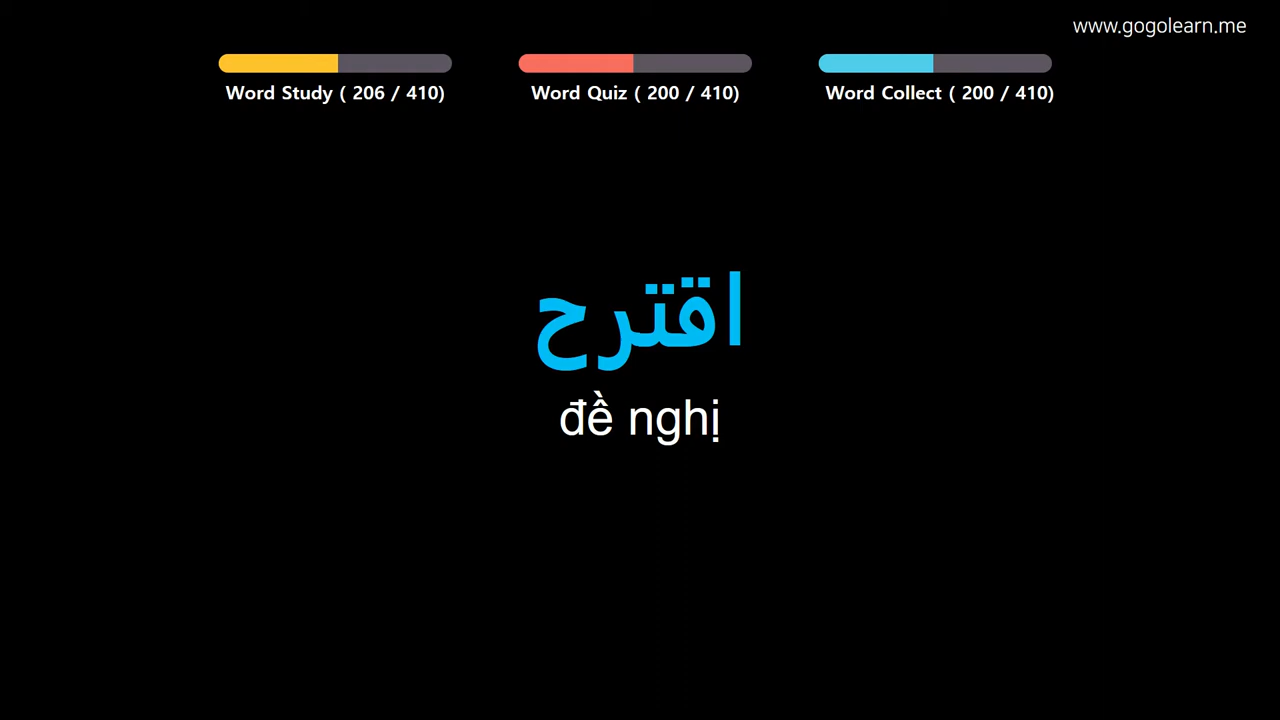 www.gogolearn.me
Word Study ( 206 / 410)
Word Quiz ( 200 / 410)
Word Collect ( 200 / 410)
اقترح
đề nghị